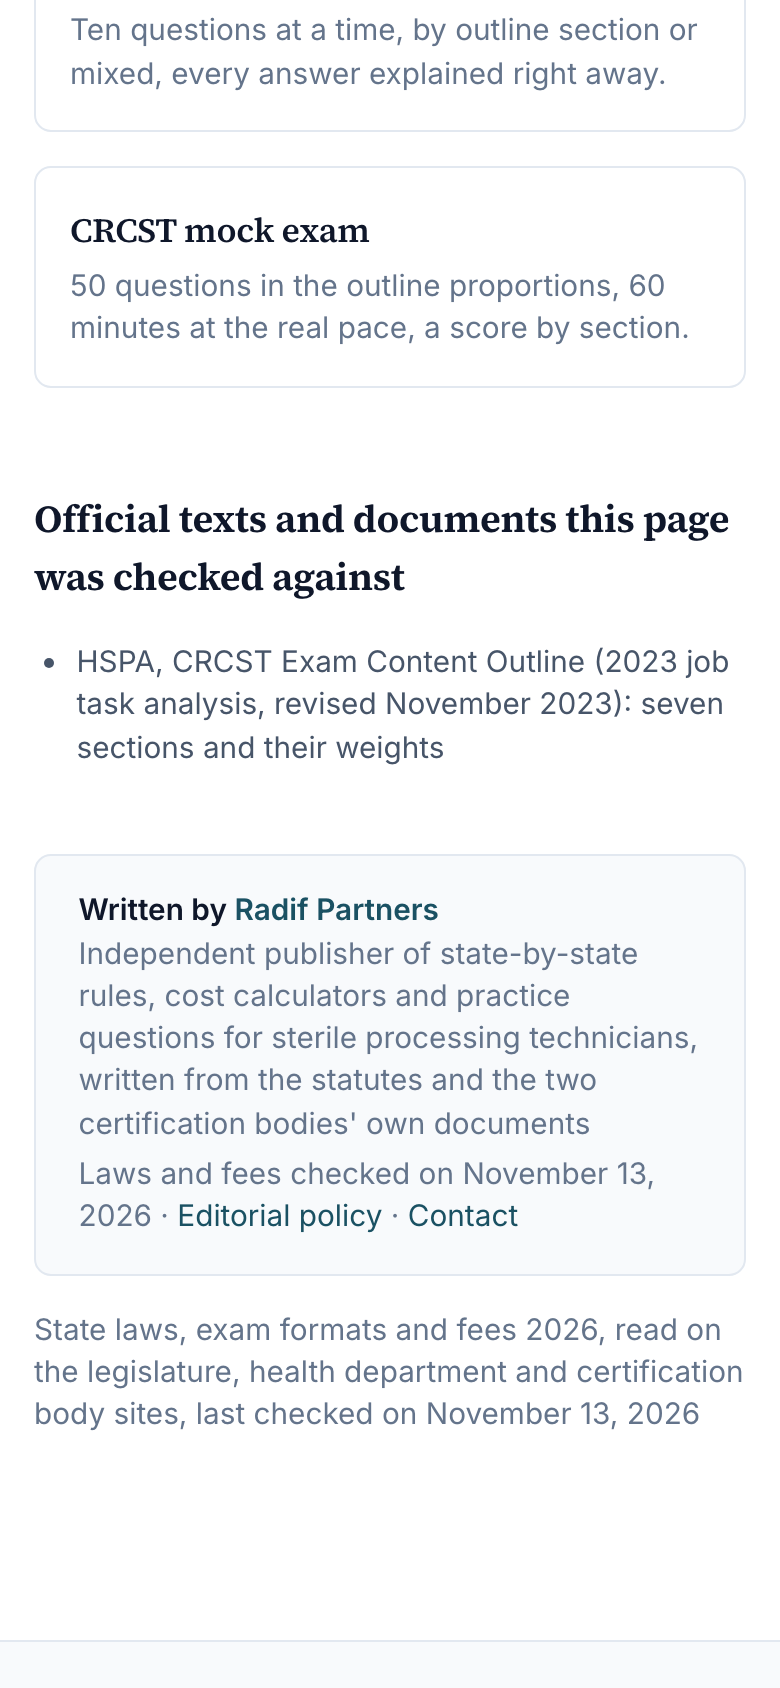 Ten questions at a time, by outline section or
mixed, every answer explained right away.
CRCST mock exam
50 questions in the outline proportions, 60
minutes at the real pace, a score by section.
Official texts and documents this page
was checked against
• HSPA, CRCST Exam Content Outline (2023 job
task analysis, revised November 2023): seven
sections and their weights
Written by Radif Partners
Independent publisher of state-by-state
rules, cost calculators and practice
questions for sterile processing technicians,
written from the statutes and the two
certification bodies' own documents
Laws and fees checked on November 13,
2026 · Editorial policy · Contact
State laws, exam formats and fees 2026, read on
the legislature, health department and certification
body sites, last checked on November 13, 2026